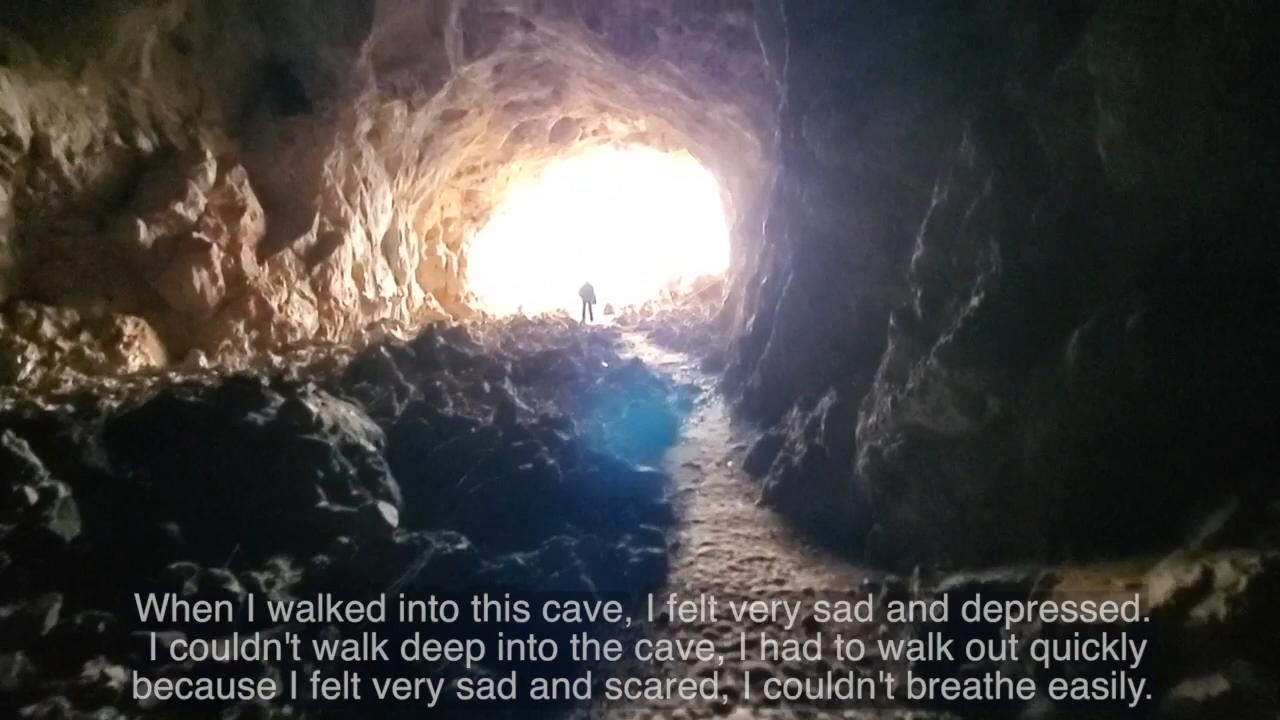 When I walked into this cave, I felt very sad and depressed.
I couldn't walk deep into the cave, I had to walk out quickly
because I felt very sad and scared, I couldn't breathe easily.